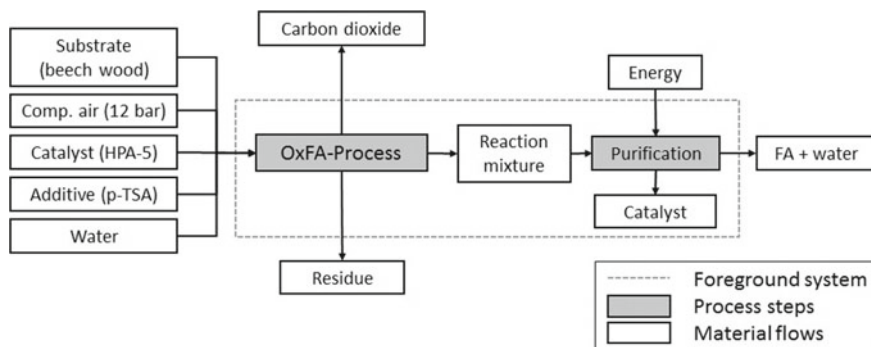 Carbon dioxide
Substrate
(beech wood)
Energy
Comp. air (12 bar)
Catalyst (HPA-5)
OxFA-Process
Reaction
mixture
Purification
FA + water
Additive (p-TSA)
Catalyst
Water
Residue
Foreground system
Process steps
Material flows